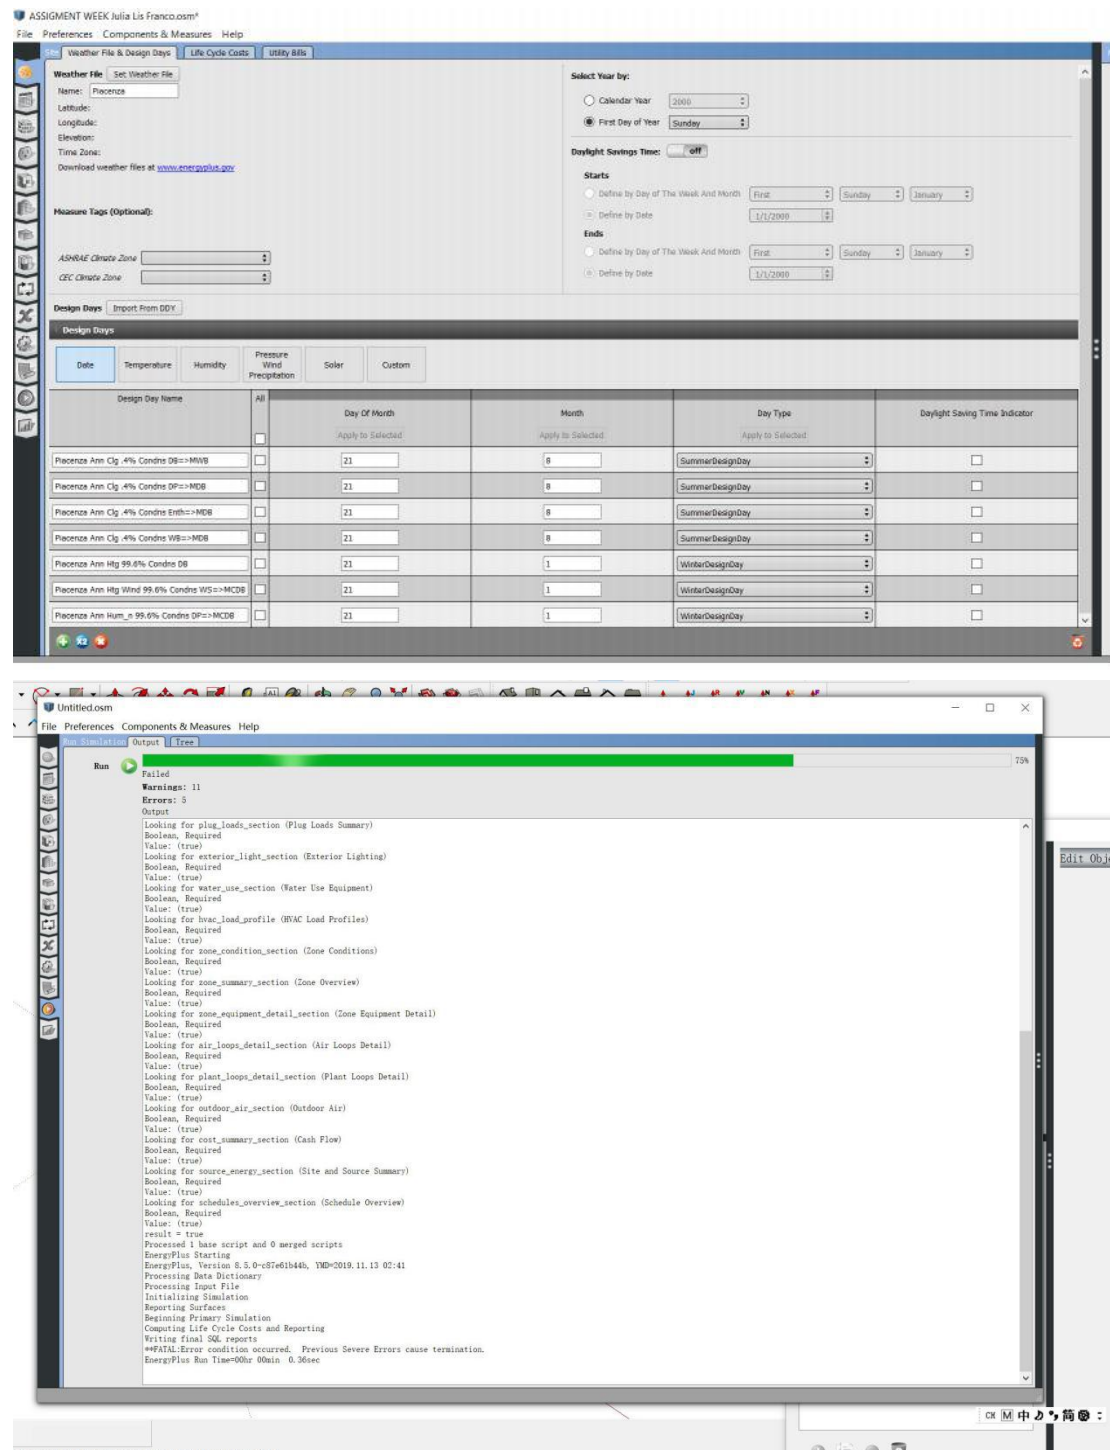 ASSIGMENT WEEK Julia Lis Franco.osm*
File Preferences Components & Measures Help
Site Weather File & Design Days Life Cycle Costs Utility Bills
Weather File Set Weather File
Name: Piacenza
Latitude:
Longitude:
Elevation:
Time Zone:
Download weather files at www.energyplus.gov
Measure Tags (Optional):
ASHRAE Climate Zone
CEC Climate Zone
Select Year by:
Calendar Year 2000
First Day of Year Sunday
Daylight Savings Time: off
Starts
Define by Day of The Week And Month First Sunday January
Define by Date 1/1/2000
Ends
Define by Day of The Week And Month First Sunday January
Define by Date 1/1/2000
Design Days Import From DDY
Design Days
Date Temperature Humidity Pressure Wind Precipitation Solar Custom
Design Day Name All Day Of Month Month Day Type Daylight Saving Time Indicator
Apply to Selected Apply to Selected Apply to Selected
Piacenza Ann Clg .4% Condns DB=>MWB 21 8 SummerDesignDay
Piacenza Ann Clg .4% Condns DP=>MDB 21 8 SummerDesignDay
Piacenza Ann Clg .4% Condns Enth=>MDB 21 8 SummerDesignDay
Piacenza Ann Clg .4% Condns WB=>MDB 21 8 SummerDesignDay
Piacenza Ann Htg 99.6% Condns DB 21 1 WinterDesignDay
Piacenza Ann Htg Wind 99.6% Condns WS=>MCDB 21 1 WinterDesignDay
Piacenza Ann Hum_n 99.6% Condns DP=>MCDB 21 1 WinterDesignDay
Untitled.osm
File Preferences Components & Measures Help
Run Simulation Output Tree
Run 75%
Failed
Warnings: 11
Errors: 5
Output
Looking for plug_loads_section (Plug Loads Summary)
Boolean, Required
Value: (true)
Looking for exterior_light_section (Exterior Lighting)
Boolean, Required
Value: (true)
Looking for water_use_section (Water Use Equipment)
Boolean, Required
Value: (true)
Looking for hvac_load_profile (HVAC Load Profiles)
Boolean, Required
Value: (true)
Looking for zone_condition_section (Zone Conditions)
Boolean, Required
Value: (true)
Looking for zone_summary_section (Zone Overview)
Boolean, Required
Value: (true)
Looking for zone_equipment_detail_section (Zone Equipment Detail)
Boolean, Required
Value: (true)
Looking for air_loops_detail_section (Air Loops Detail)
Boolean, Required
Value: (true)
Looking for plant_loops_detail_section (Plant Loops Detail)
Boolean, Required
Value: (true)
Looking for outdoor_air_section (Outdoor Air)
Boolean, Required
Value: (true)
Looking for cost_summary_section (Cash Flow)
Boolean, Required
Value: (true)
Looking for source_energy_section (Site and Source Summary)
Boolean, Required
Value: (true)
Looking for schedules_overview_section (Schedule Overview)
Boolean, Required
Value: (true)
result = true
Processed 1 base script and 0 merged scripts
EnergyPlus Starting
EnergyPlus, Version 8.5.0-c87e61b44b, YMD=2019.11.13 02:41
Processing Data Dictionary
Processing Input File
Initializing Simulation
Reporting Surfaces
Beginning Primary Simulation
Computing Life Cycle Costs and Reporting
Writing final SQL reports
**FATAL:Error condition occurred. Previous Severe Errors cause termination.
EnergyPlus Run Time=00hr 00min 0.36sec
Edit Obj
CH M 中 简